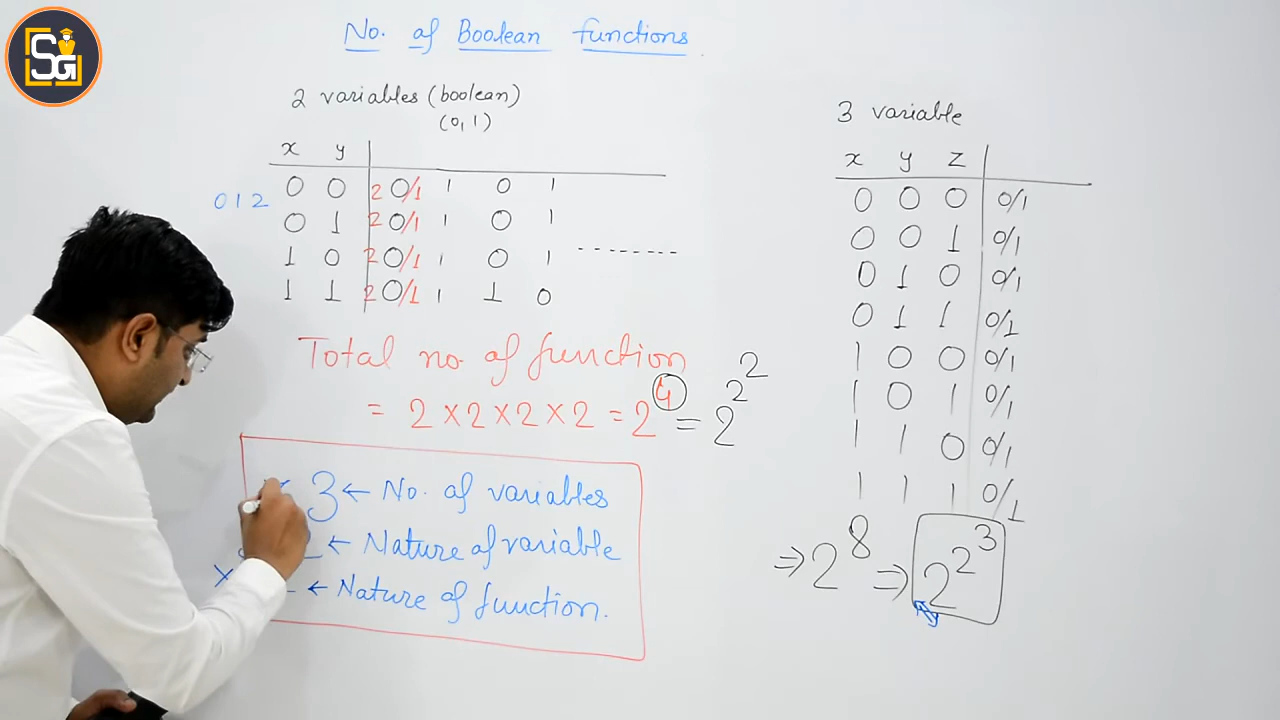 SG
No. of Boolean functions
2 variables (boolean)
(0,1)
x y
0 0 2 0/1 1 0 1
0 1 2 0/1 1 0 1
1 0 2 0/1 1 0 1
1 1 2 0/1 1 1 0
0 1 2
Total no. of function
= 2 × 2 × 2 × 2 = 2^4 = 2^2^2
3 ← No. of variables
2 ← Nature of variable
← Nature of function.
3 variable
x y z
0 0 0 0/1
0 0 1 0/1
0 1 0 0/1
0 1 1 0/1
1 0 0 0/1
1 0 1 0/1
1 1 0 0/1
1 1 1 0/1
⇒ 2^8 ⇒ 2^2^3